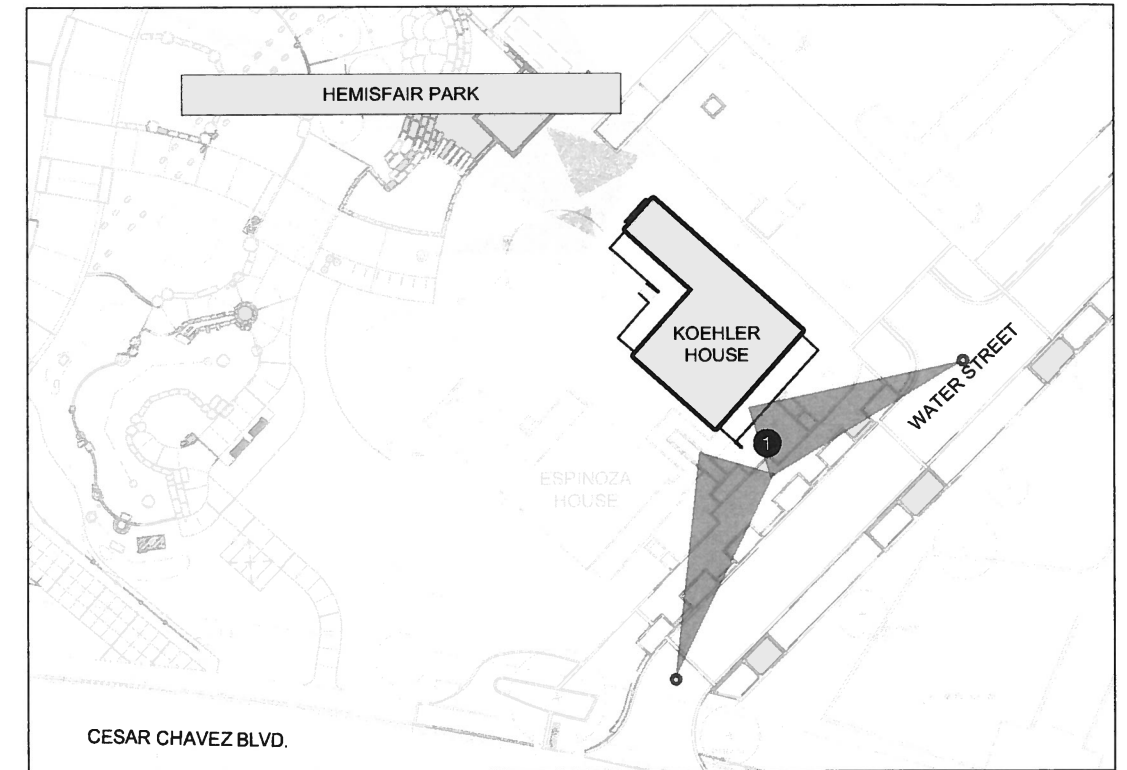 HEMISFAIR PARK
KOEHLER
HOUSE
WATER STREET
1
ESPINOZA
HOUSE
CESAR CHAVEZ BLVD.